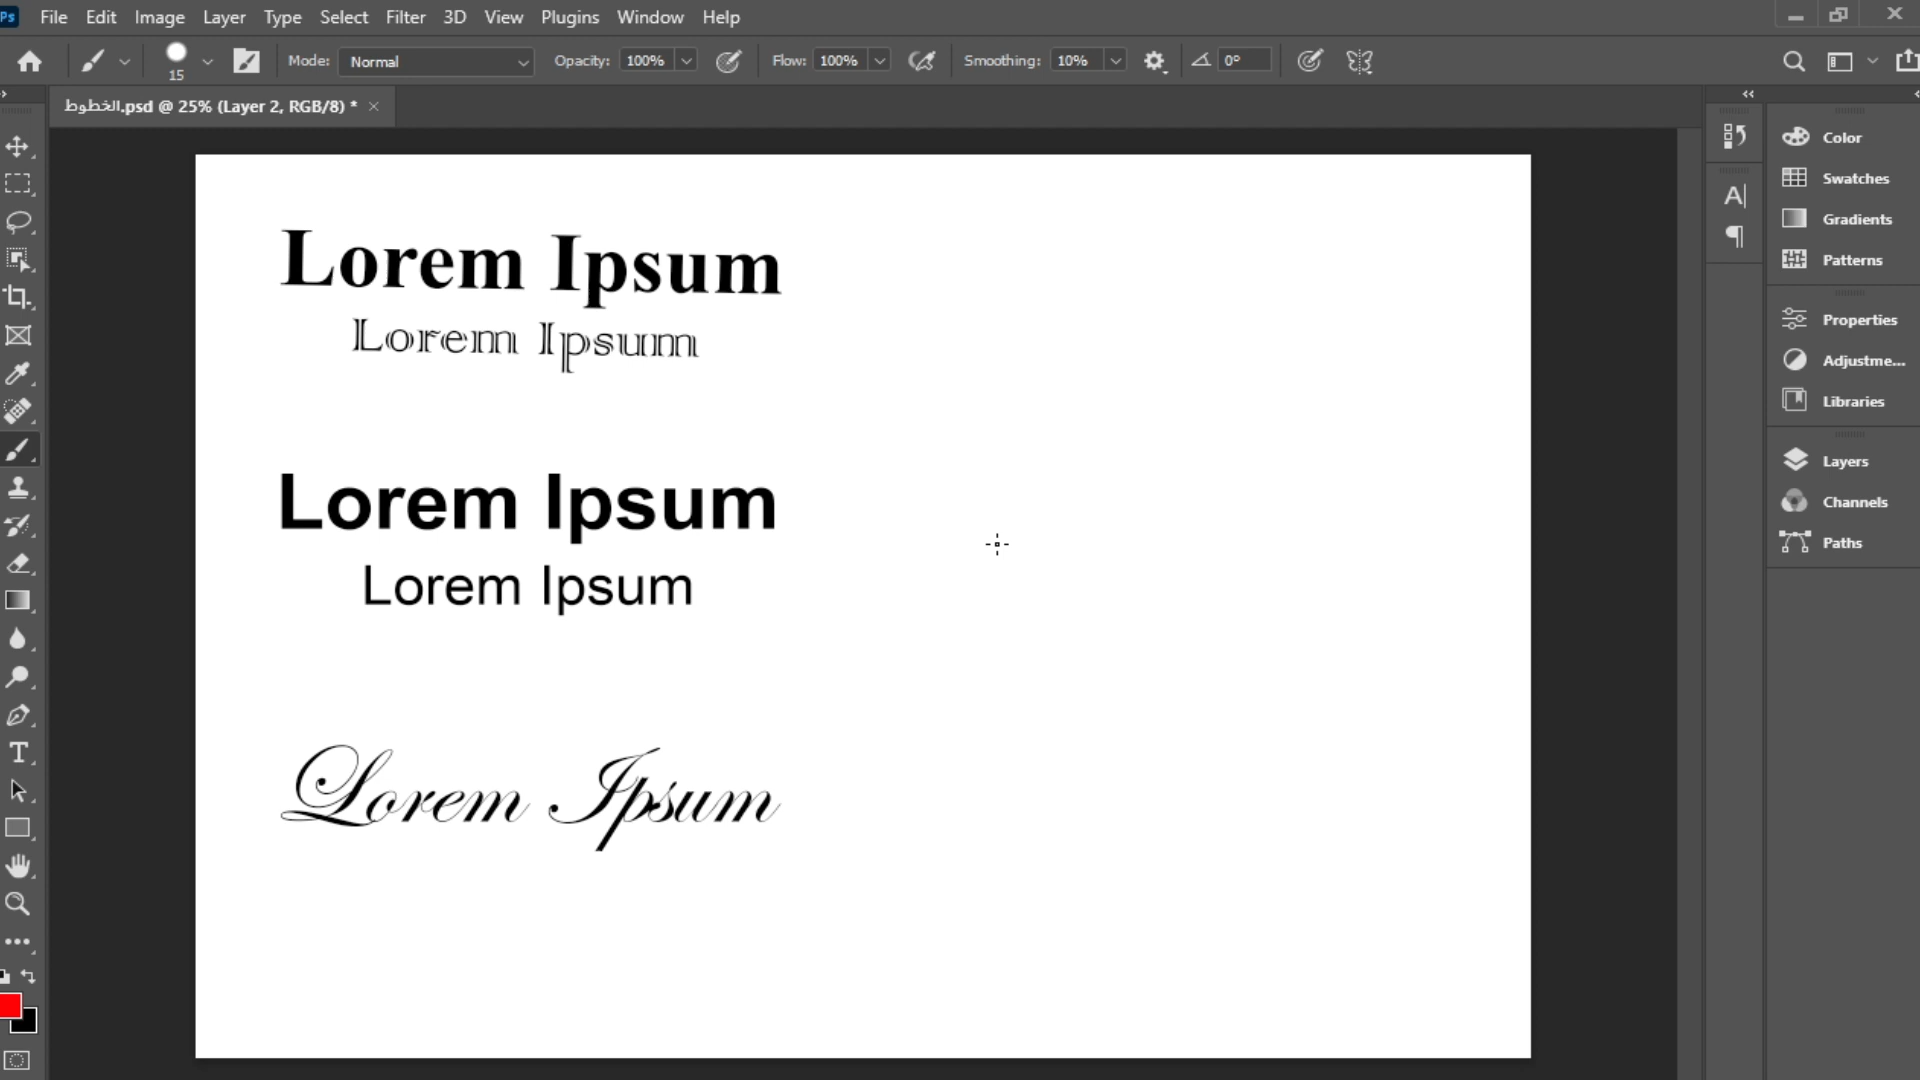 Ps File Edit Image Layer Type Select Filter 3D View Plugins Window Help
15 Mode: Normal Opacity: 100% Flow: 100% Smoothing: 10% 0°
الخطوط.psd @ 25% (Layer 2, RGB/8) *
Color
Swatches
Gradients
Patterns
Properties
Adjustme...
Libraries
Layers
Channels
Paths
Lorem Ipsum
Lorem Ipsum
Lorem Ipsum
Lorem Ipsum
Lorem Ipsum